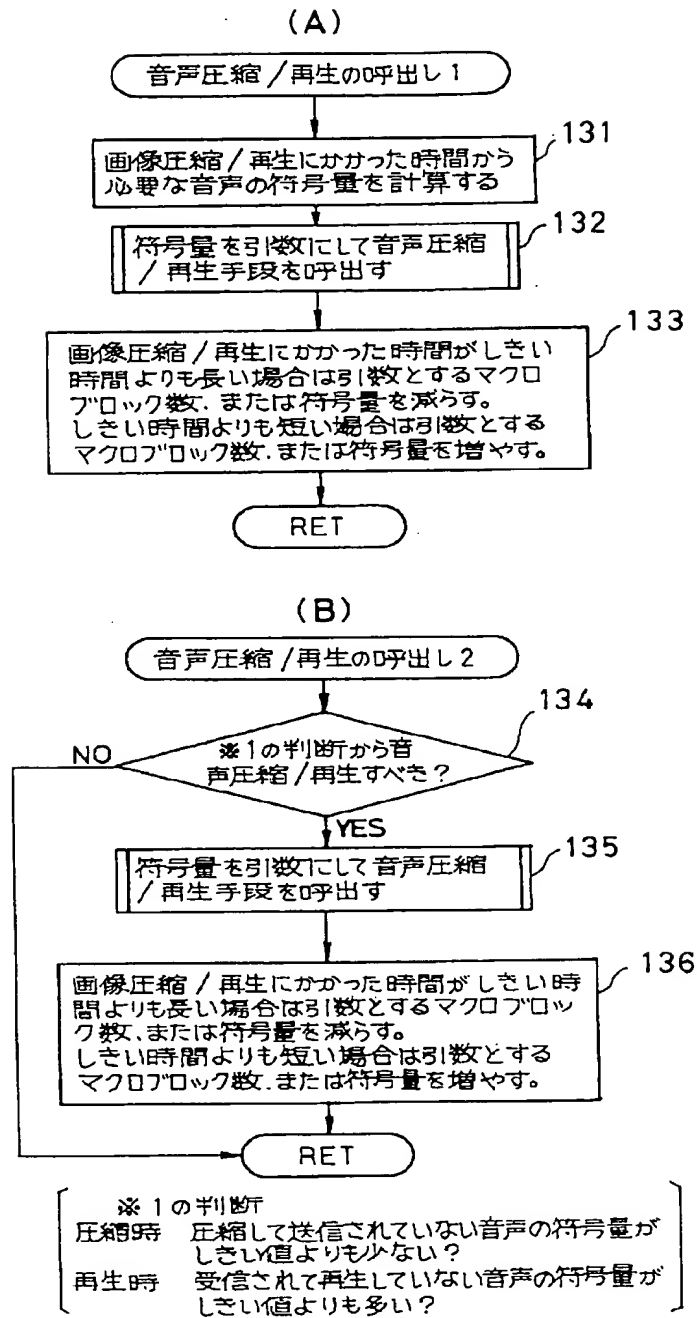 (A)
音声圧縮/再生の呼出し1
131
画像圧縮/再生にかかった時間から
必要な音声の符号量を計算する
132
符号量を引数にして音声圧縮
/再生手段を呼出す
133
画像圧縮/再生にかかった時間がしきい
時間よりも長い場合は引数とするマクロ
ブロック数、または符号量を減らす。
しきい時間よりも短い場合は引数とする
マクロブロック数、または符号量を増やす。
RET
(B)
音声圧縮/再生の呼出し2
134
※1の判断から音
声圧縮/再生すべき?
NO
YES
135
符号量を引数にして音声圧縮
/再生手段を呼出す
136
画像圧縮/再生にかかった時間がしきい時
間よりも長い場合は引数とするマクロブロッ
ク数、または符号量を減らす。
しきい時間よりも短い場合は引数とする
マクロブロック数、または符号量を増やす。
RET
※1の判断
圧縮時 圧縮して送信されていない音声の符号量が
しきい値よりも少ない?
再生時 受信されて再生していない音声の符号量が
しきい値よりも多い?